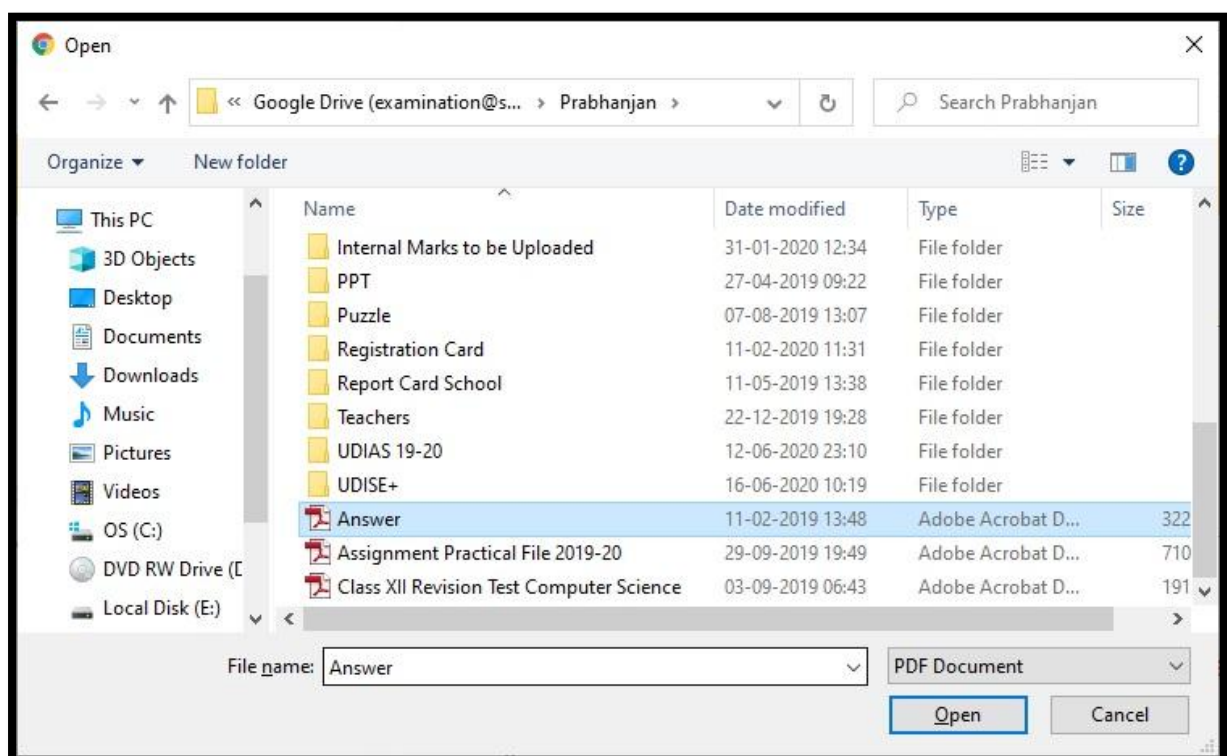 Open
« Google Drive (examination@s... › Prabhanjan › Search Prabhanjan
Organize New folder
Name Date modified Type Size
This PC
3D Objects
Desktop
Documents
Downloads
Music
Pictures
Videos
OS (C:)
DVD RW Drive (D
Local Disk (E:)
Internal Marks to be Uploaded 31-01-2020 12:34 File folder
PPT 27-04-2019 09:22 File folder
Puzzle 07-08-2019 13:07 File folder
Registration Card 11-02-2020 11:31 File folder
Report Card School 11-05-2019 13:38 File folder
Teachers 22-12-2019 19:28 File folder
UDIAS 19-20 12-06-2020 23:10 File folder
UDISE+ 16-06-2020 10:19 File folder
Answer 11-02-2019 13:48 Adobe Acrobat D... 322
Assignment Practical File 2019-20 29-09-2019 19:49 Adobe Acrobat D... 710
Class XII Revision Test Computer Science 03-09-2019 06:43 Adobe Acrobat D... 191
File name: Answer PDF Document
Open Cancel